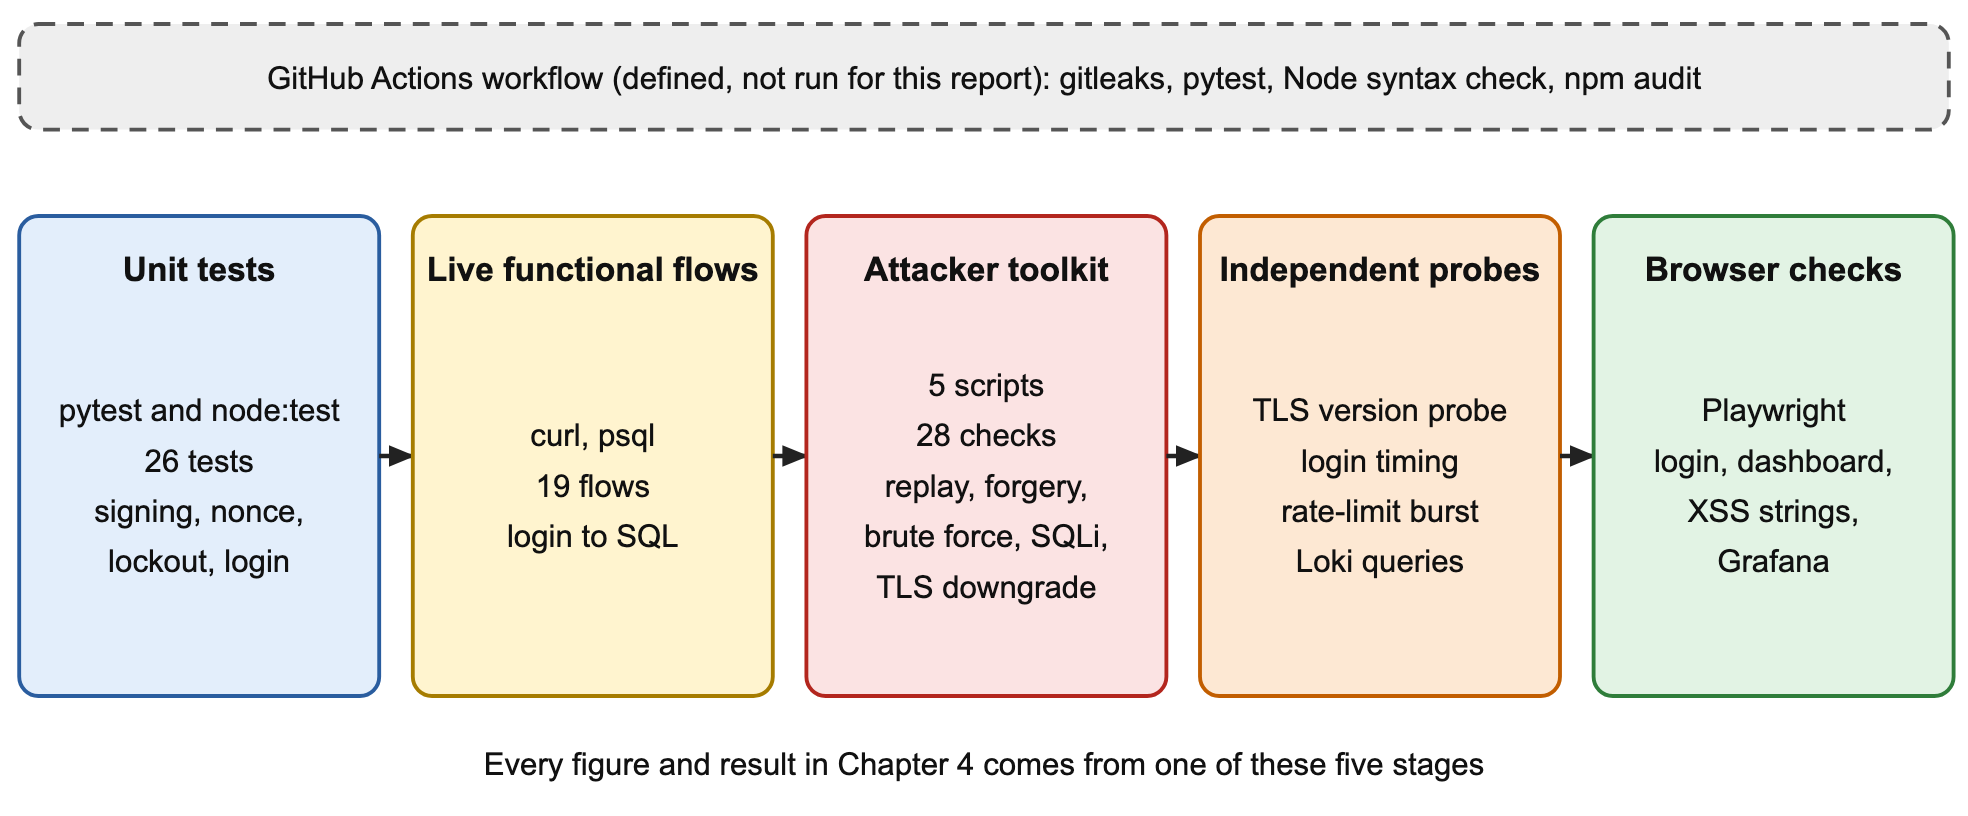 GitHub Actions workflow (defined, not run for this report): gitleaks, pytest, Node syntax check, npm audit
Unit tests
pytest and node:test
26 tests
signing, nonce,
lockout, login
Live functional flows
curl, psql
19 flows
login to SQL
Attacker toolkit
5 scripts
28 checks
replay, forgery,
brute force, SQLi,
TLS downgrade
Independent probes
TLS version probe
login timing
rate-limit burst
Loki queries
Browser checks
Playwright
login, dashboard,
XSS strings,
Grafana
Every figure and result in Chapter 4 comes from one of these five stages